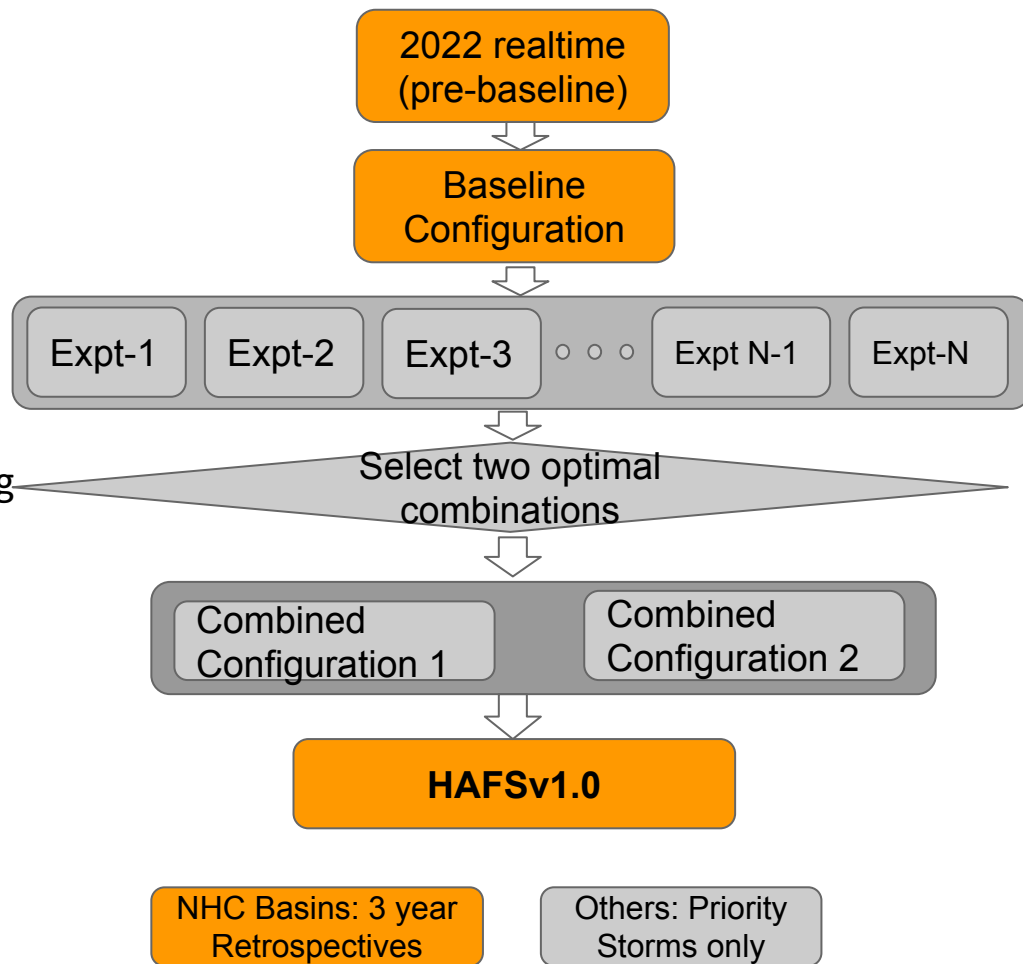 2022 realtime
(pre-baseline)
Baseline
Configuration
Expt-1 Expt-2 Expt-3 Expt N-1 Expt-N
g
Select two optimal
combinations
Combined
Configuration 1
Combined
Configuration 2
HAFSv1.0
NHC Basins: 3 year
Retrospectives
Others: Priority
Storms only